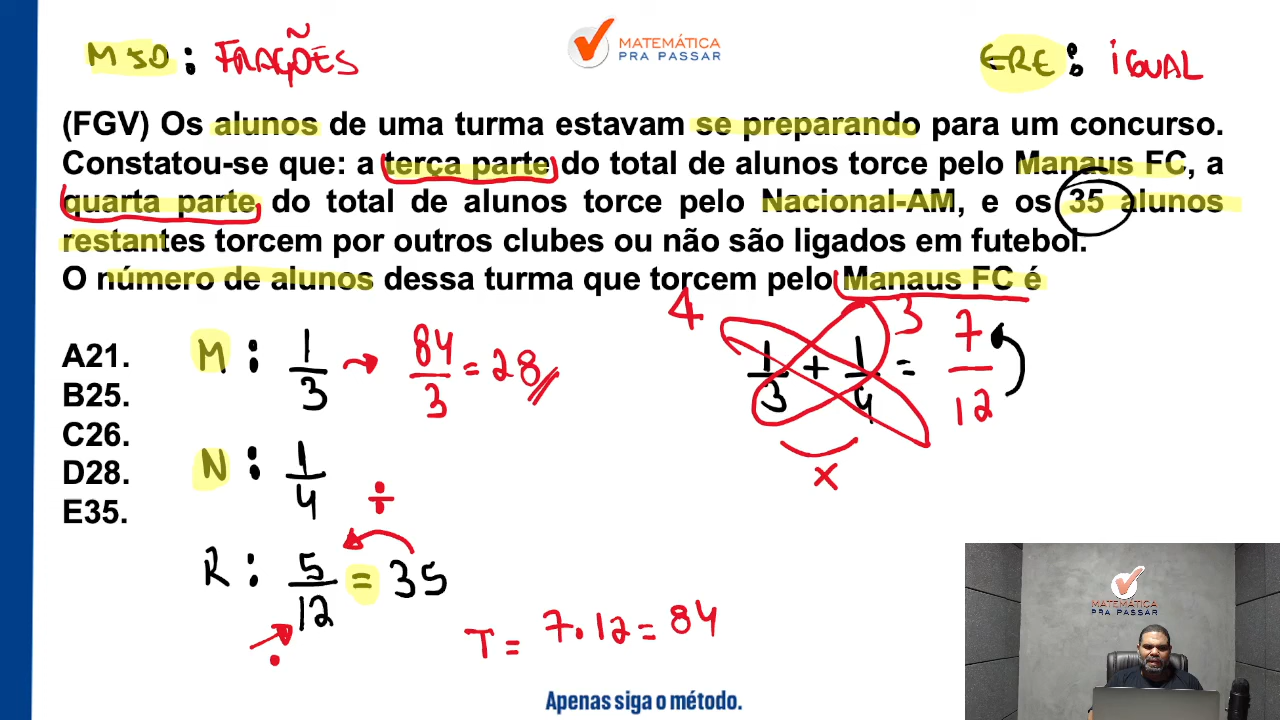 M50 : FRAÇÕES
MATEMÁTICA
PRA PASSAR
ERE : IGUAL
(FGV) Os alunos de uma turma estavam se preparando para um concurso.
Constatou-se que: a terça parte do total de alunos torce pelo Manaus FC, a
quarta parte do total de alunos torce pelo Nacional-AM, e os 35 alunos
restantes torcem por outros clubes ou não são ligados em futebol.
O número de alunos dessa turma que torcem pelo Manaus FC é
A21.
B25.
C26.
D28.
E35.
M : 1/3 → 84/3 = 28
4 3
1/3 + 1/4 = 7/12
x
N : 1/4
÷
R : 5/12 = 35
.
T = 7.12 = 84
MATEMÁTICA
PRA PASSAR
Apenas siga o método.